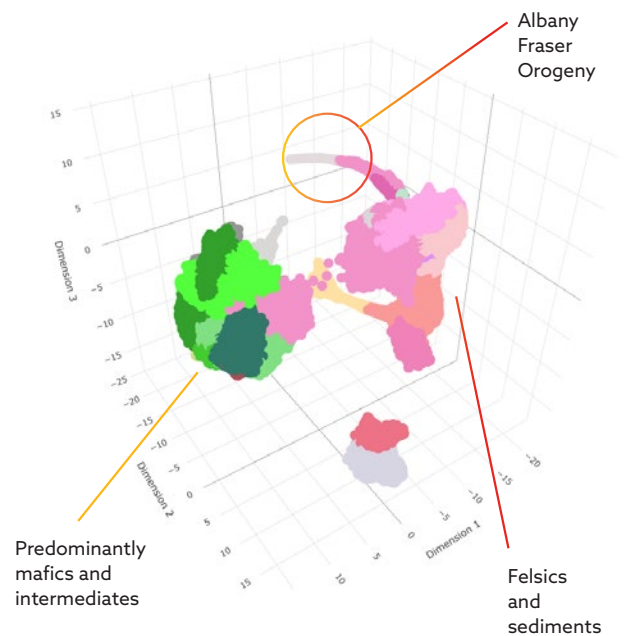 Albany
Fraser
Orogeny
15
10
5
0
−5
−10
−15
Dimension 3
−25
−20
−15
−10
−5
0
5
10
15
Dimension 2
10
5
0
−5
−10
−15
−20
Dimension 1
Predominantly
mafics and
intermediates
Felsics
and
sediments